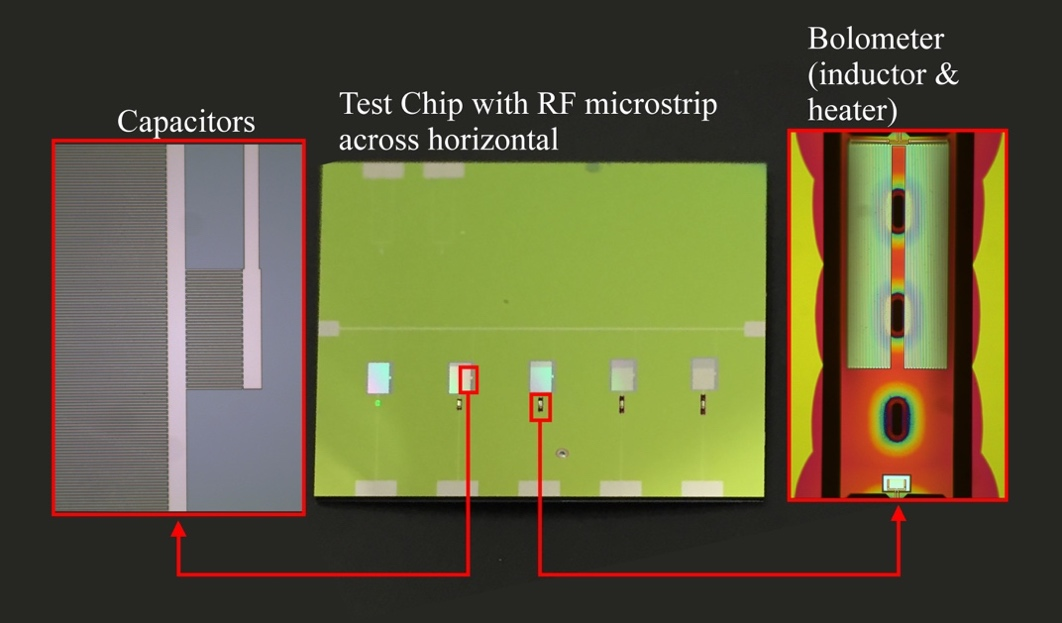 Capacitors
Test Chip with RF microstrip
across horizontal
Bolometer
(inductor &
heater)